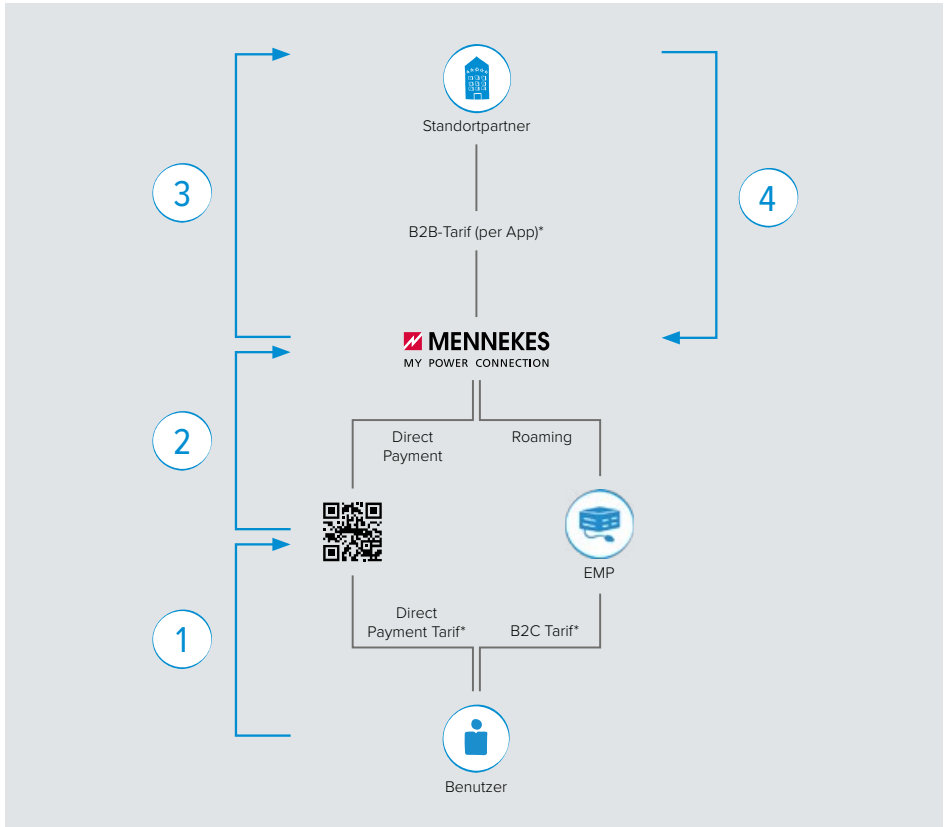 Standortpartner
3
4
B2B-Tarif (per App)*
MENNEKES
MY POWER CONNECTION
2
Direct
Payment
Roaming
EMP
1
Direct
Payment Tarif*
B2C Tarif*
Benutzer